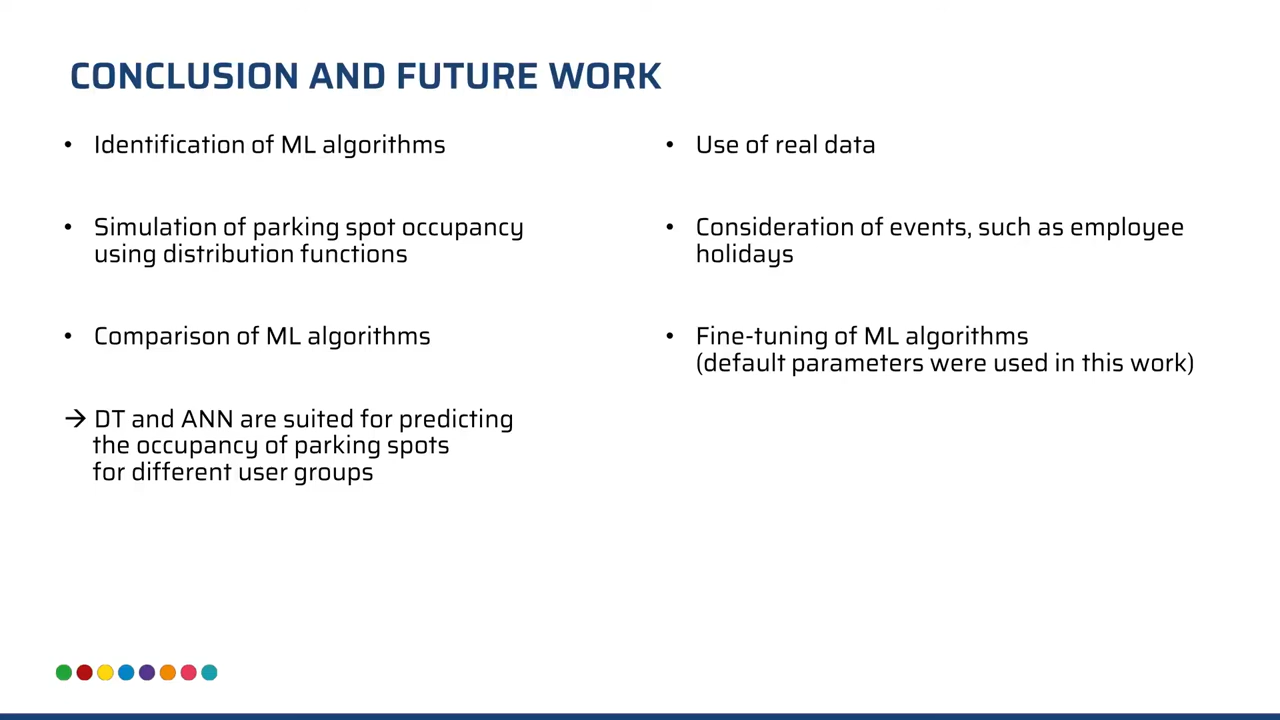 CONCLUSION AND FUTURE WORK
• Identification of ML algorithms
• Simulation of parking spot occupancy
using distribution functions
• Comparison of ML algorithms
→ DT and ANN are suited for predicting
the occupancy of parking spots
for different user groups
• Use of real data
• Consideration of events, such as employee
holidays
• Fine-tuning of ML algorithms
(default parameters were used in this work)